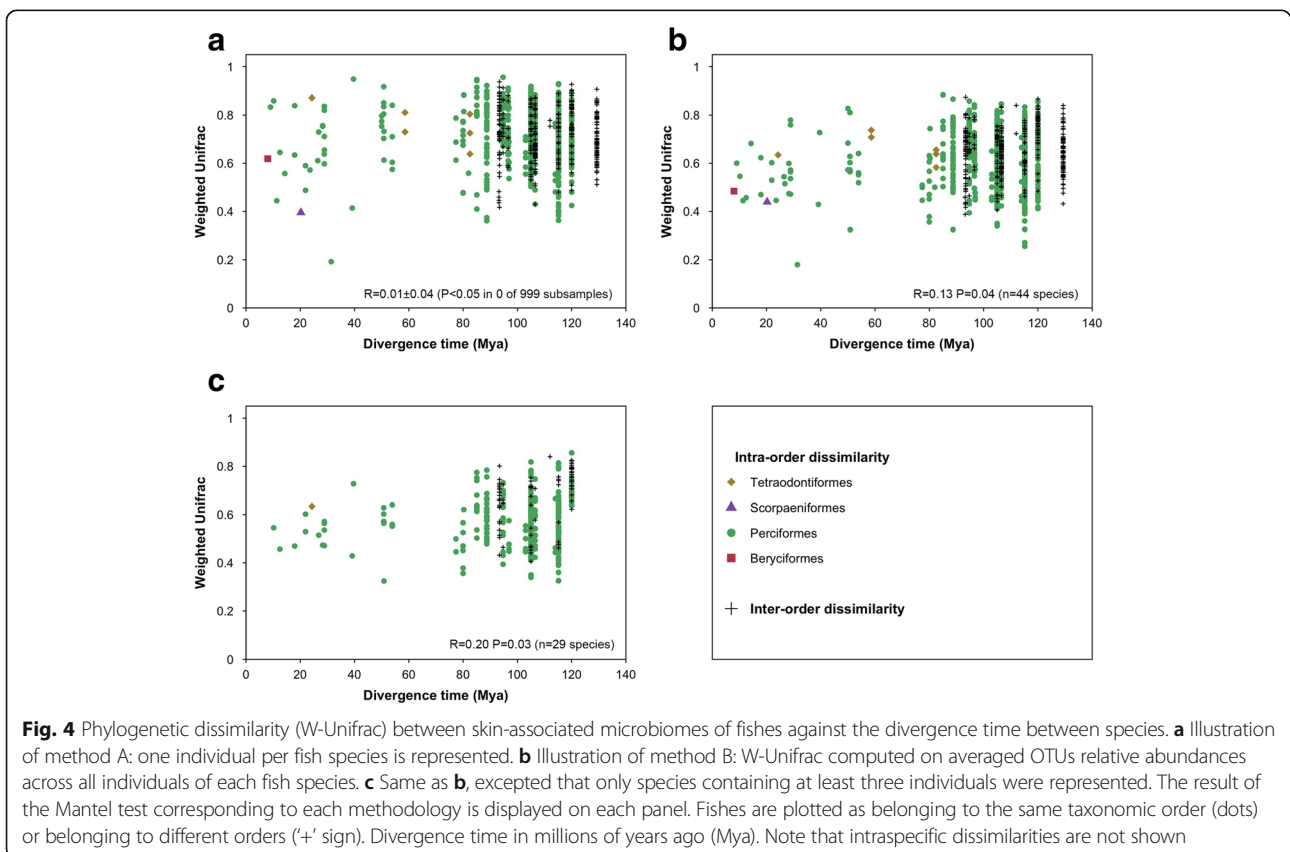 a
Weighted Unifrac
1
0.8
0.6
0.4
0.2
0
R=0.01±0.04 (P<0.05 in 0 of 999 subsamples)
0 20 40 60 80 100 120 140
Divergence time (Mya)
b
Weighted Unifrac
1
0.8
0.6
0.4
0.2
0
R=0.13 P=0.04 (n=44 species)
0 20 40 60 80 100 120 140
Divergence time (Mya)
c
Weighted Unifrac
1
0.8
0.6
0.4
0.2
0
R=0.20 P=0.03 (n=29 species)
0 20 40 60 80 100 120 140
Divergence time (Mya)
Intra-order dissimilarity
Tetraodontiformes
Scorpaeniformes
Perciformes
Beryciformes
+ Inter-order dissimilarity
Fig. 4 Phylogenetic dissimilarity (W-Unifrac) between skin-associated microbiomes of fishes against the divergence time between species. a Illustration
of method A: one individual per fish species is represented. b Illustration of method B: W-Unifrac computed on averaged OTUs relative abundances
across all individuals of each fish species. c Same as b, excepted that only species containing at least three individuals were represented. The result of
the Mantel test corresponding to each methodology is displayed on each panel. Fishes are plotted as belonging to the same taxonomic order (dots)
or belonging to different orders ('+' sign). Divergence time in millions of years ago (Mya). Note that intraspecific dissimilarities are not shown